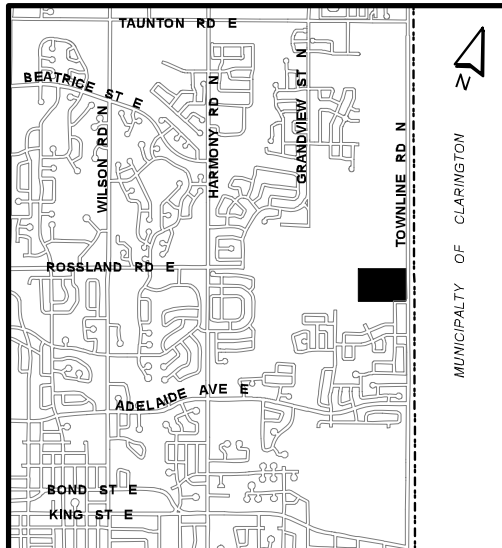 TAUNTON RD E
BEATRICE ST E
WILSON RD N
HARMONY RD N
GRANDVIEW ST N
TOWNLINE RD N
MUNICIPALTY OF CLARINGTON
N
ROSSLAND RD E
ADELAIDE AVE E
BOND ST E
KING ST E